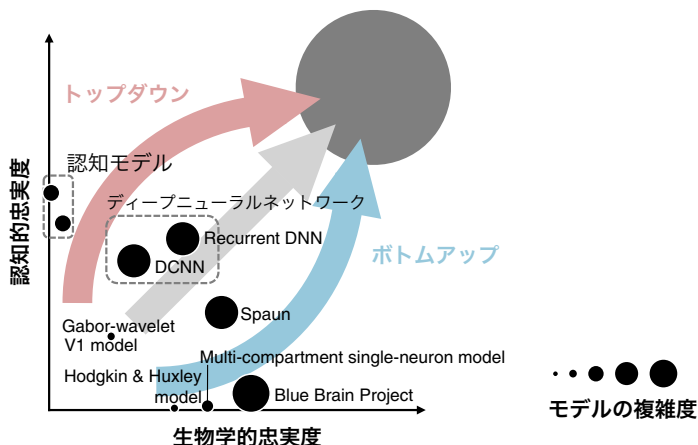 トップダウン
認知モデル
ディープニューラルネットワーク
認知的忠実度
Recurrent DNN
DCNN
ボトムアップ
Spaun
Gabor-wavelet
V1 model
Multi-compartment single-neuron model
Hodgkin & Huxley
model
Blue Brain Project
生物学的忠実度
モデルの複雑度